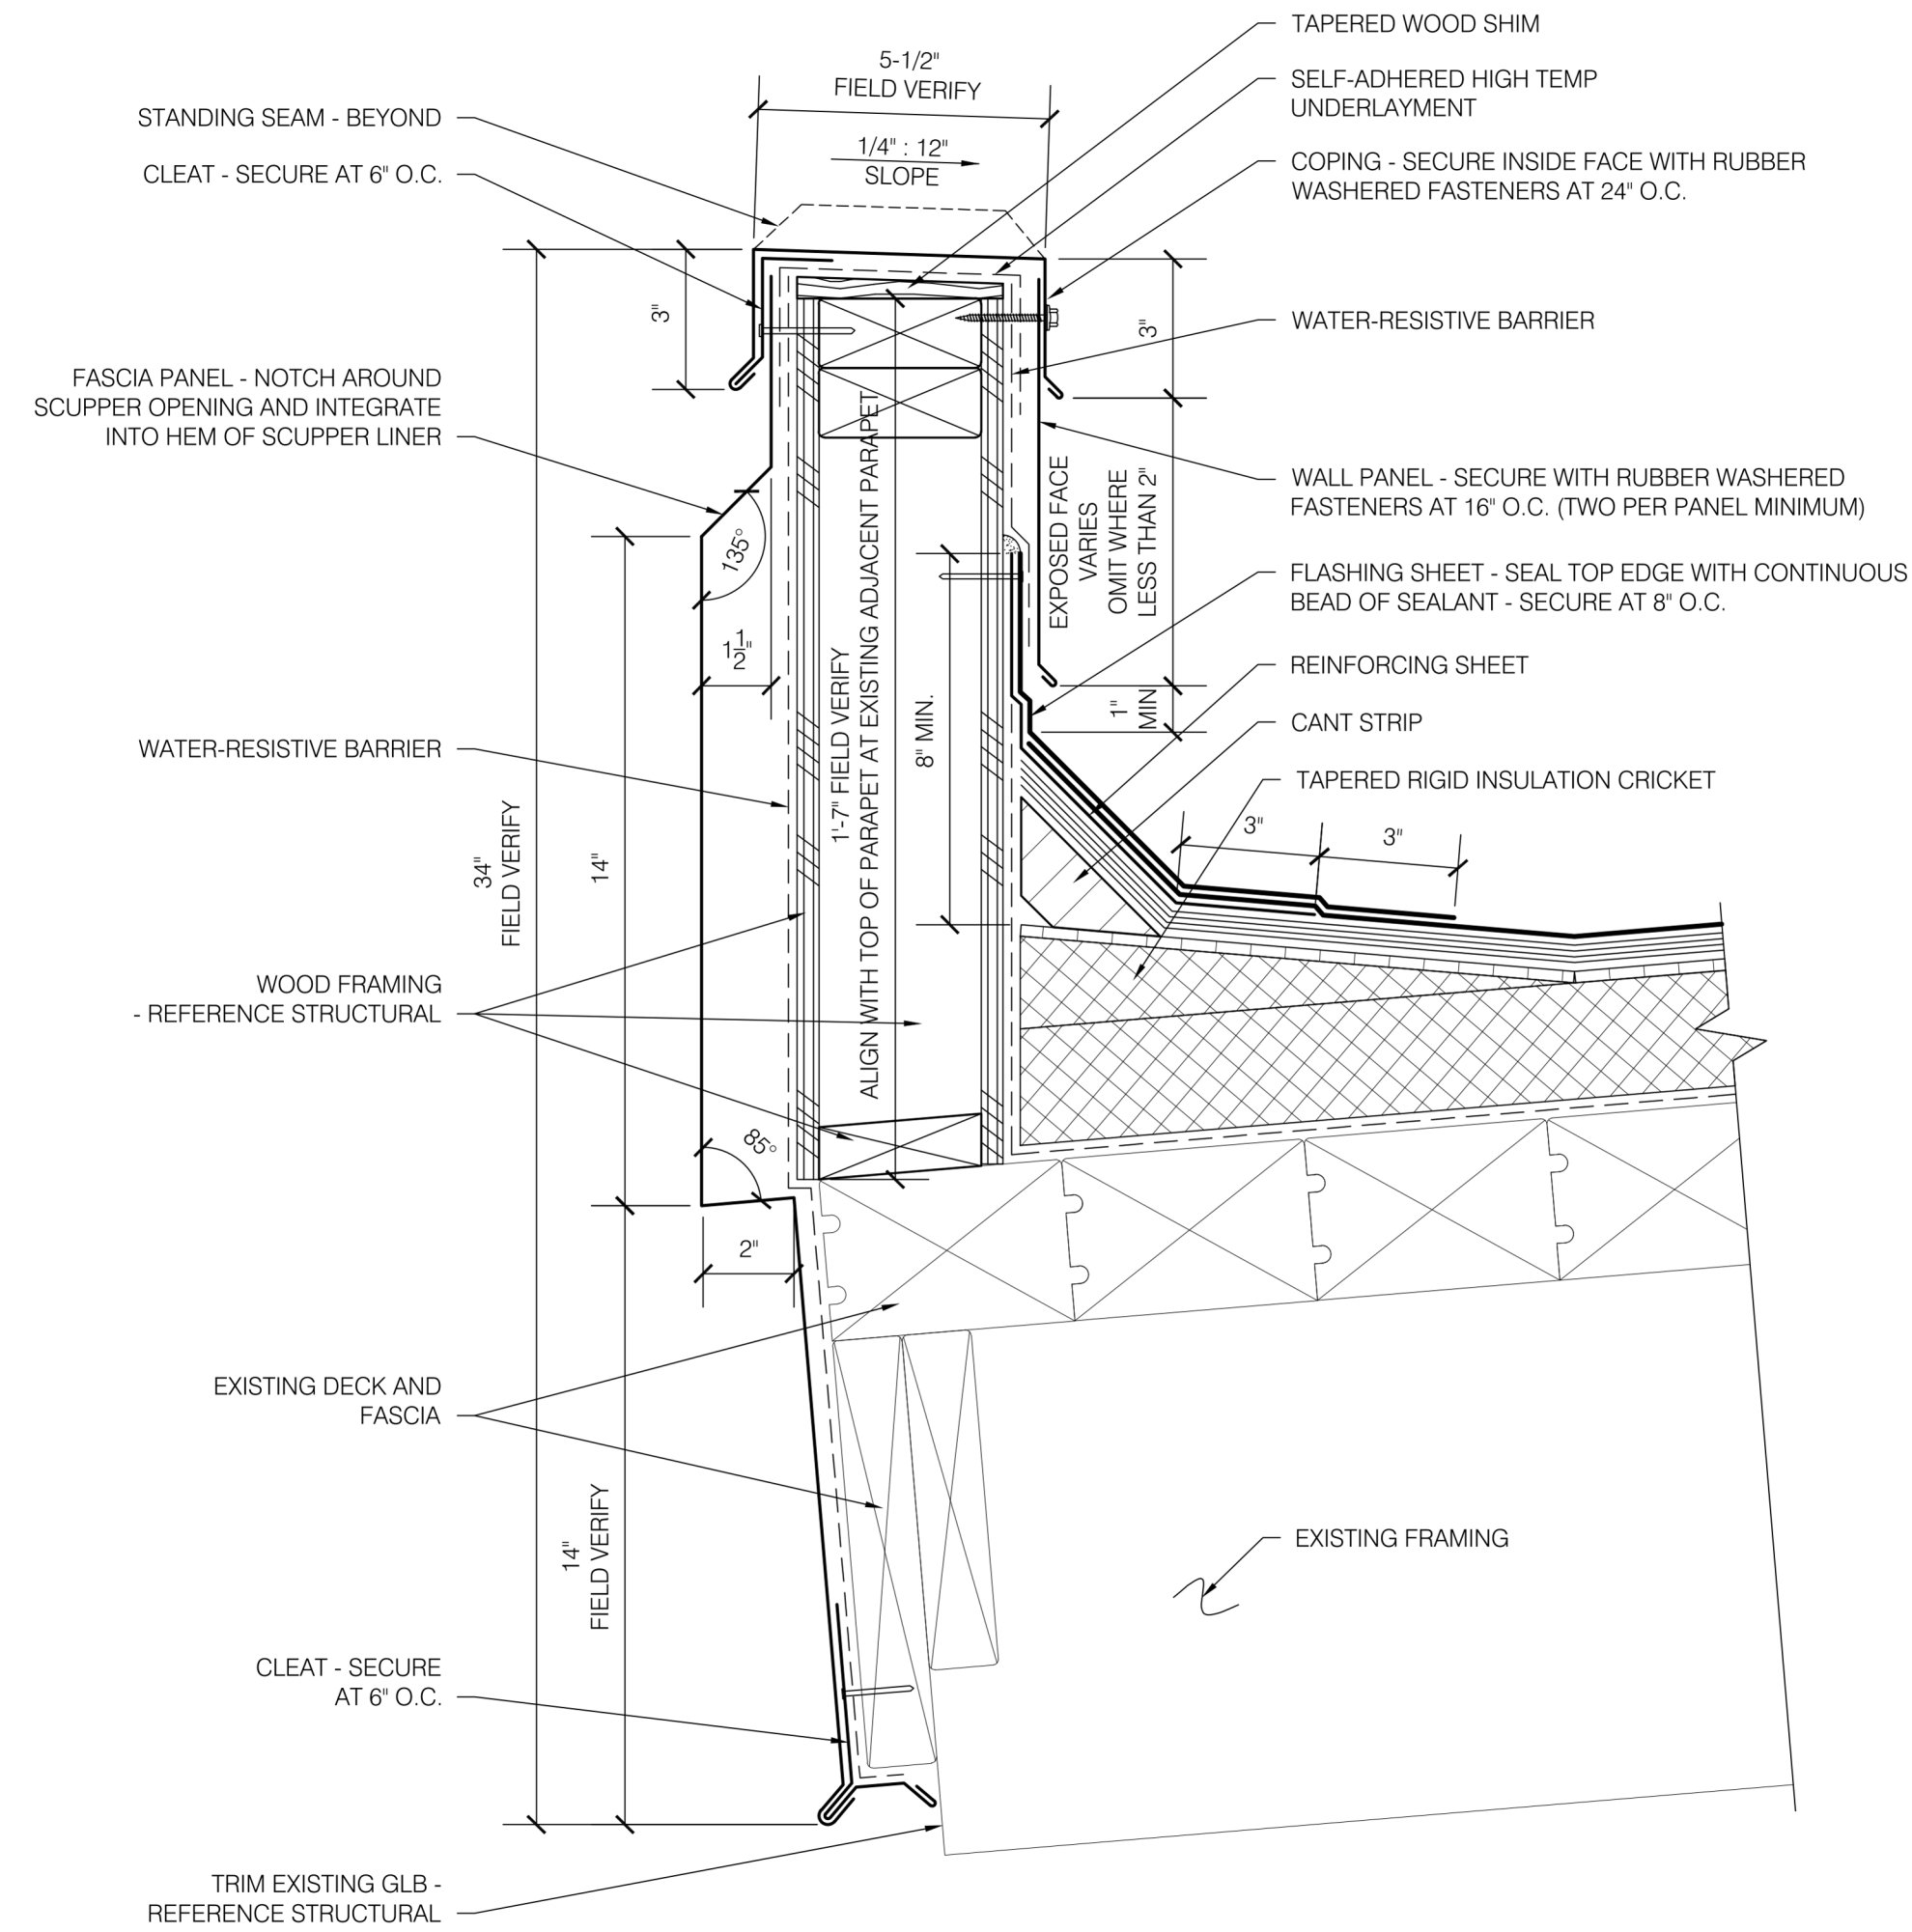 TAPERED WOOD SHIM
5-1/2"
FIELD VERIFY
SELF-ADHERED HIGH TEMP
UNDERLAYMENT
STANDING SEAM - BEYOND
1/4" : 12"
SLOPE
CLEAT - SECURE AT 6" O.C.
COPING - SECURE INSIDE FACE WITH RUBBER
WASHERED FASTENERS AT 24" O.C.
3"
3"
WATER-RESISTIVE BARRIER
FASCIA PANEL - NOTCH AROUND
SCUPPER OPENING AND INTEGRATE
INTO HEM OF SCUPPER LINER
WALL PANEL - SECURE WITH RUBBER WASHERED
FASTENERS AT 16" O.C. (TWO PER PANEL MINIMUM)
EXPOSED FACE
VARIES
OMIT WHERE
LESS THAN 2"
135°
FLASHING SHEET - SEAL TOP EDGE WITH CONTINUOUS
BEAD OF SEALANT - SECURE AT 8" O.C.
1 1/2"
REINFORCING SHEET
1"
MIN
CANT STRIP
WATER-RESISTIVE BARRIER
1'-7" FIELD VERIFY
ALIGN WITH TOP OF PARAPET AT EXISTING ADJACENT PARAPET
8" MIN.
TAPERED RIGID INSULATION CRICKET
3"
3"
34"
FIELD VERIFY
14"
WOOD FRAMING
- REFERENCE STRUCTURAL
85°
2"
EXISTING DECK AND
FASCIA
14"
FIELD VERIFY
EXISTING FRAMING
CLEAT - SECURE
AT 6" O.C.
TRIM EXISTING GLB -
REFERENCE STRUCTURAL